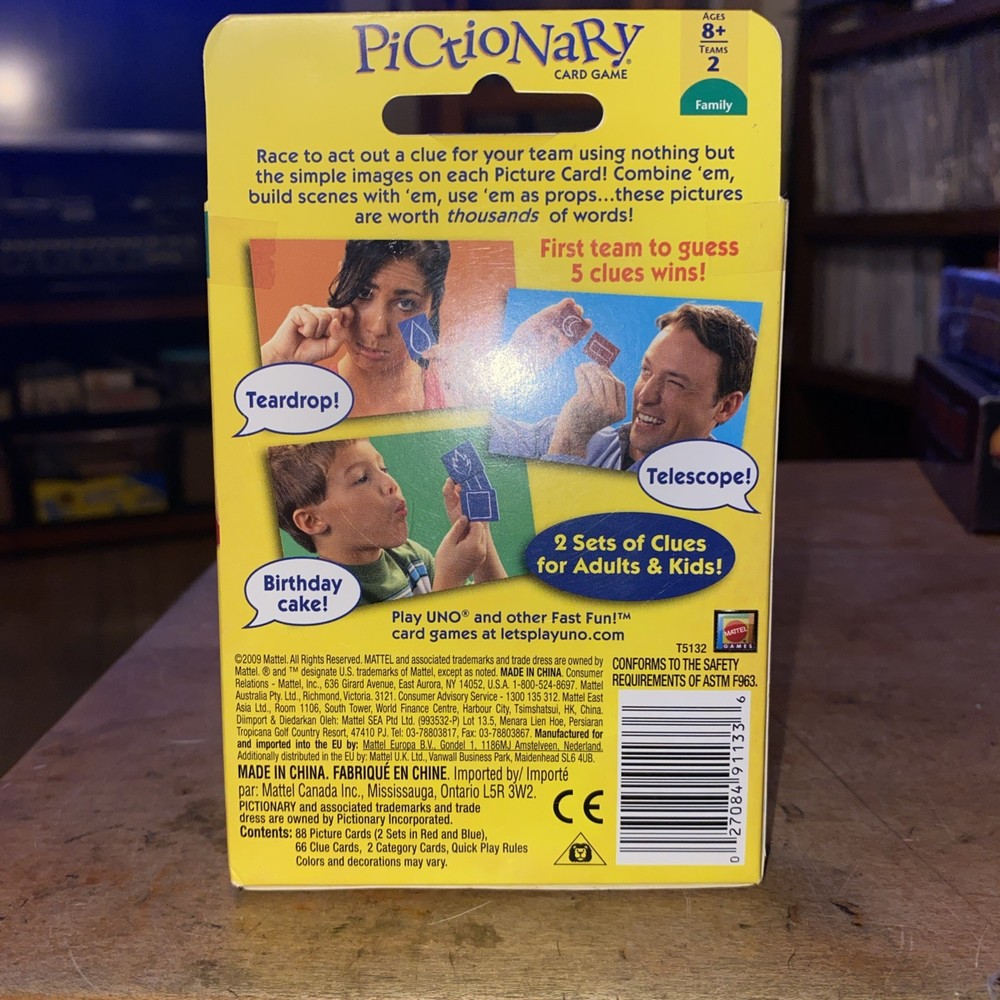 PiCtioNaRy®
CARD GAME
AGES
8+
TEAMS
2
Family
Race to act out a clue for your team using nothing but
the simple images on each Picture Card! Combine ‘em,
build scenes with ‘em, use ‘em as props...these pictures
are worth thousands of words!
First team to guess
5 clues wins!
Teardrop!
Telescope!
Birthday
cake!
2 Sets of Clues
for Adults & Kids!
Play UNO® and other Fast Fun!™
card games at letsplayuno.com
MATTEL
GAMES
T5132
©2009 Mattel. All Rights Reserved. MATTEL and associated trademarks and trade dress are owned by
Mattel. ® and ™ designate U.S. trademarks of Mattel, except as noted. MADE IN CHINA. Consumer
Relations - Mattel, Inc., 636 Girard Avenue, East Aurora, NY 14052, U.S.A. 1-800-524-8697. Mattel
Australia Pty. Ltd., Richmond, Victoria. 3121. Consumer Advisory Service - 1300 135 312. Mattel East
Asia Ltd., Room 1106, South Tower, World Finance Centre, Harbour City, Tsimshatsui, HK, China.
Diimport & Diedarkan Oleh: Mattel SEA Ptd Ltd. (993532-P) Lot 13.5, Menara Lien Hoe, Persiaran
Tropicana Golf Country Resort, 47410 PJ. Tel: 03-78803817, Fax: 03-78803867. Manufactured for
and imported into the EU by: Mattel Europa B.V., Gondel 1, 1186MJ Amstelveen, Nederland.
Additionally distributed in the EU by: Mattel U.K. Ltd., Vanwall Business Park, Maidenhead SL6 4UB.
MADE IN CHINA. FABRIQUÉ EN CHINE. Imported by/ Importé
par: Mattel Canada Inc., Mississauga, Ontario L5R 3W2.
PICTIONARY and associated trademarks and trade
dress are owned by Pictionary Incorporated.
Contents: 88 Picture Cards (2 Sets in Red and Blue),
66 Clue Cards, 2 Category Cards, Quick Play Rules
Colors and decorations may vary.
CONFORMS TO THE SAFETY
REQUIREMENTS OF ASTM F963.
CE
0 27084 91133 6